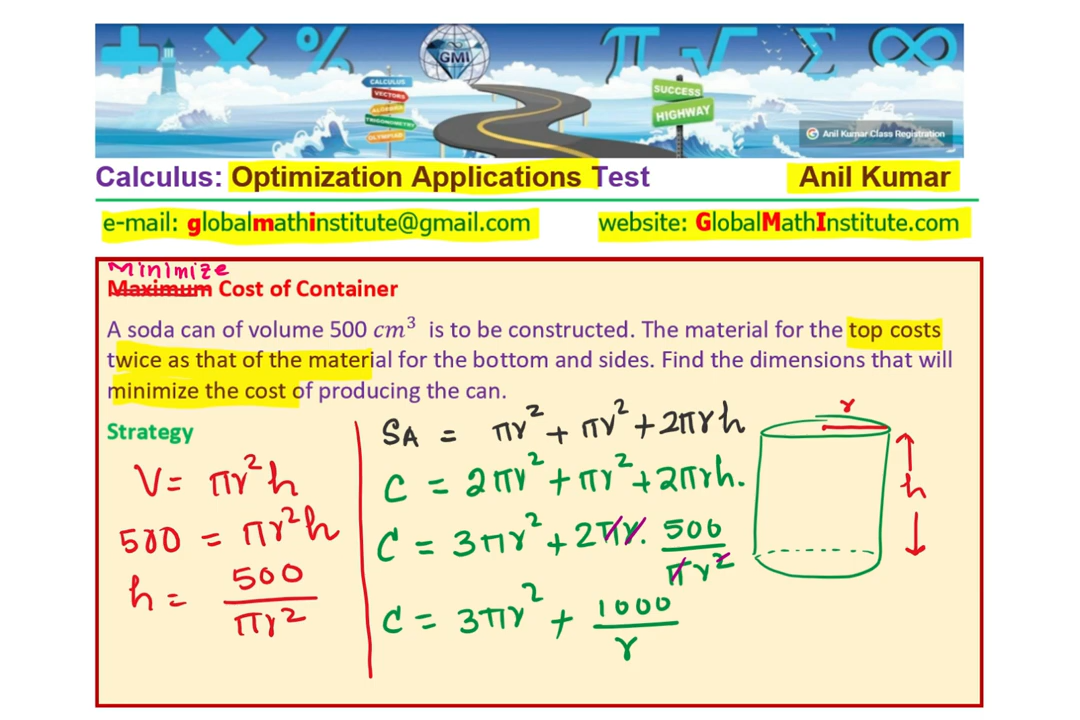 GMI
CALCULUS
VECTORS
ALGEBRA
TRIGONOMETRY
OLYMPIAD
SUCCESS
HIGHWAY
π √ Σ ∞
+ × %
G Anil Kumar Class Registration
Calculus: Optimization Applications Test Anil Kumar
e-mail: globalmathinstitute@gmail.com website: GlobalMathInstitute.com
Minimize
Maximum Cost of Container
A soda can of volume 500 cm³ is to be constructed. The material for the top costs
twice as that of the material for the bottom and sides. Find the dimensions that will
minimize the cost of producing the can.
Strategy
V = πr²h
500 = πr²h
h = 500/πr²
SA = πr² + πr² + 2πrh
C = 2πr² + πr² + 2πrh.
C = 3πr² + 2πr. 500/πr²
C = 3πr² + 1000/r
r
h